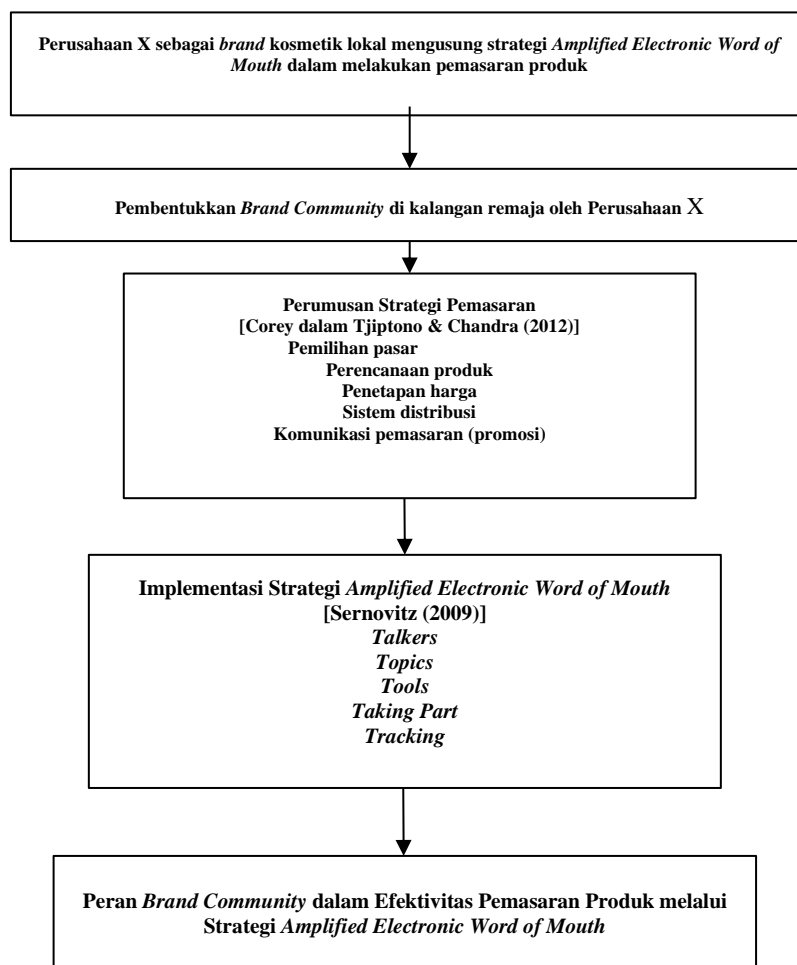 Perusahaan X sebagai brand kosmetik lokal mengusung strategi Amplified Electronic Word of
Mouth dalam melakukan pemasaran produk
Pembentukkan Brand Community di kalangan remaja oleh Perusahaan X
Perumusan Strategi Pemasaran
[Corey dalam Tjiptono & Chandra (2012)]
Pemilihan pasar
Perencanaan produk
Penetapan harga
Sistem distribusi
Komunikasi pemasaran (promosi)
Implementasi Strategi Amplified Electronic Word of Mouth
[Sernovitz (2009)]
Talkers
Topics
Tools
Taking Part
Tracking
Peran Brand Community dalam Efektivitas Pemasaran Produk melalui
Strategi Amplified Electronic Word of Mouth